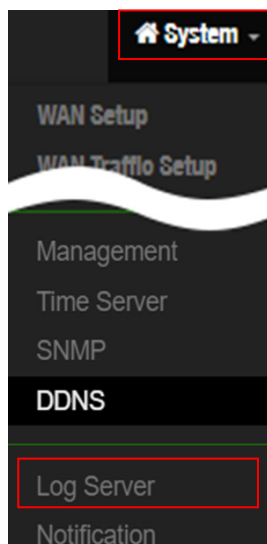 System
WAN Setup
WAN Traffic Setup
Management
Time Server
SNMP
DDNS
Log Server
Notification